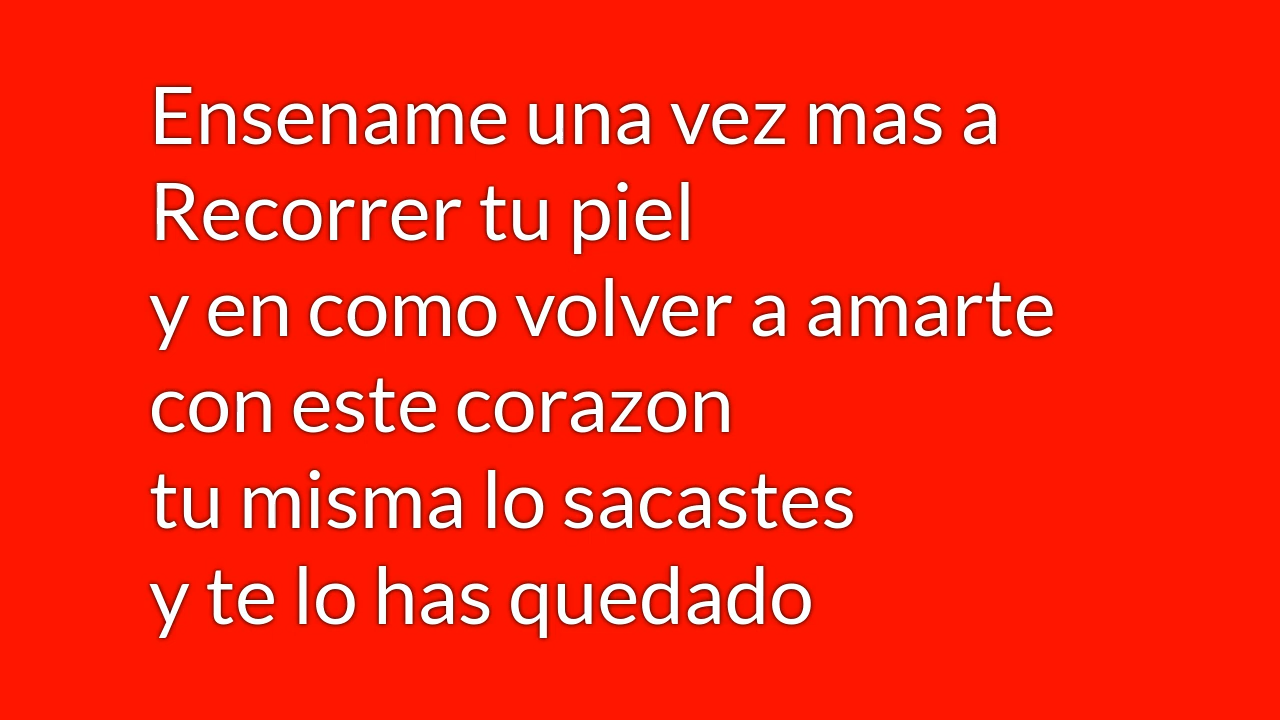 Ensename una vez mas a
Recorrer tu piel
y en como volver a amarte
con este corazon
tu misma lo sacastes
y te lo has quedado